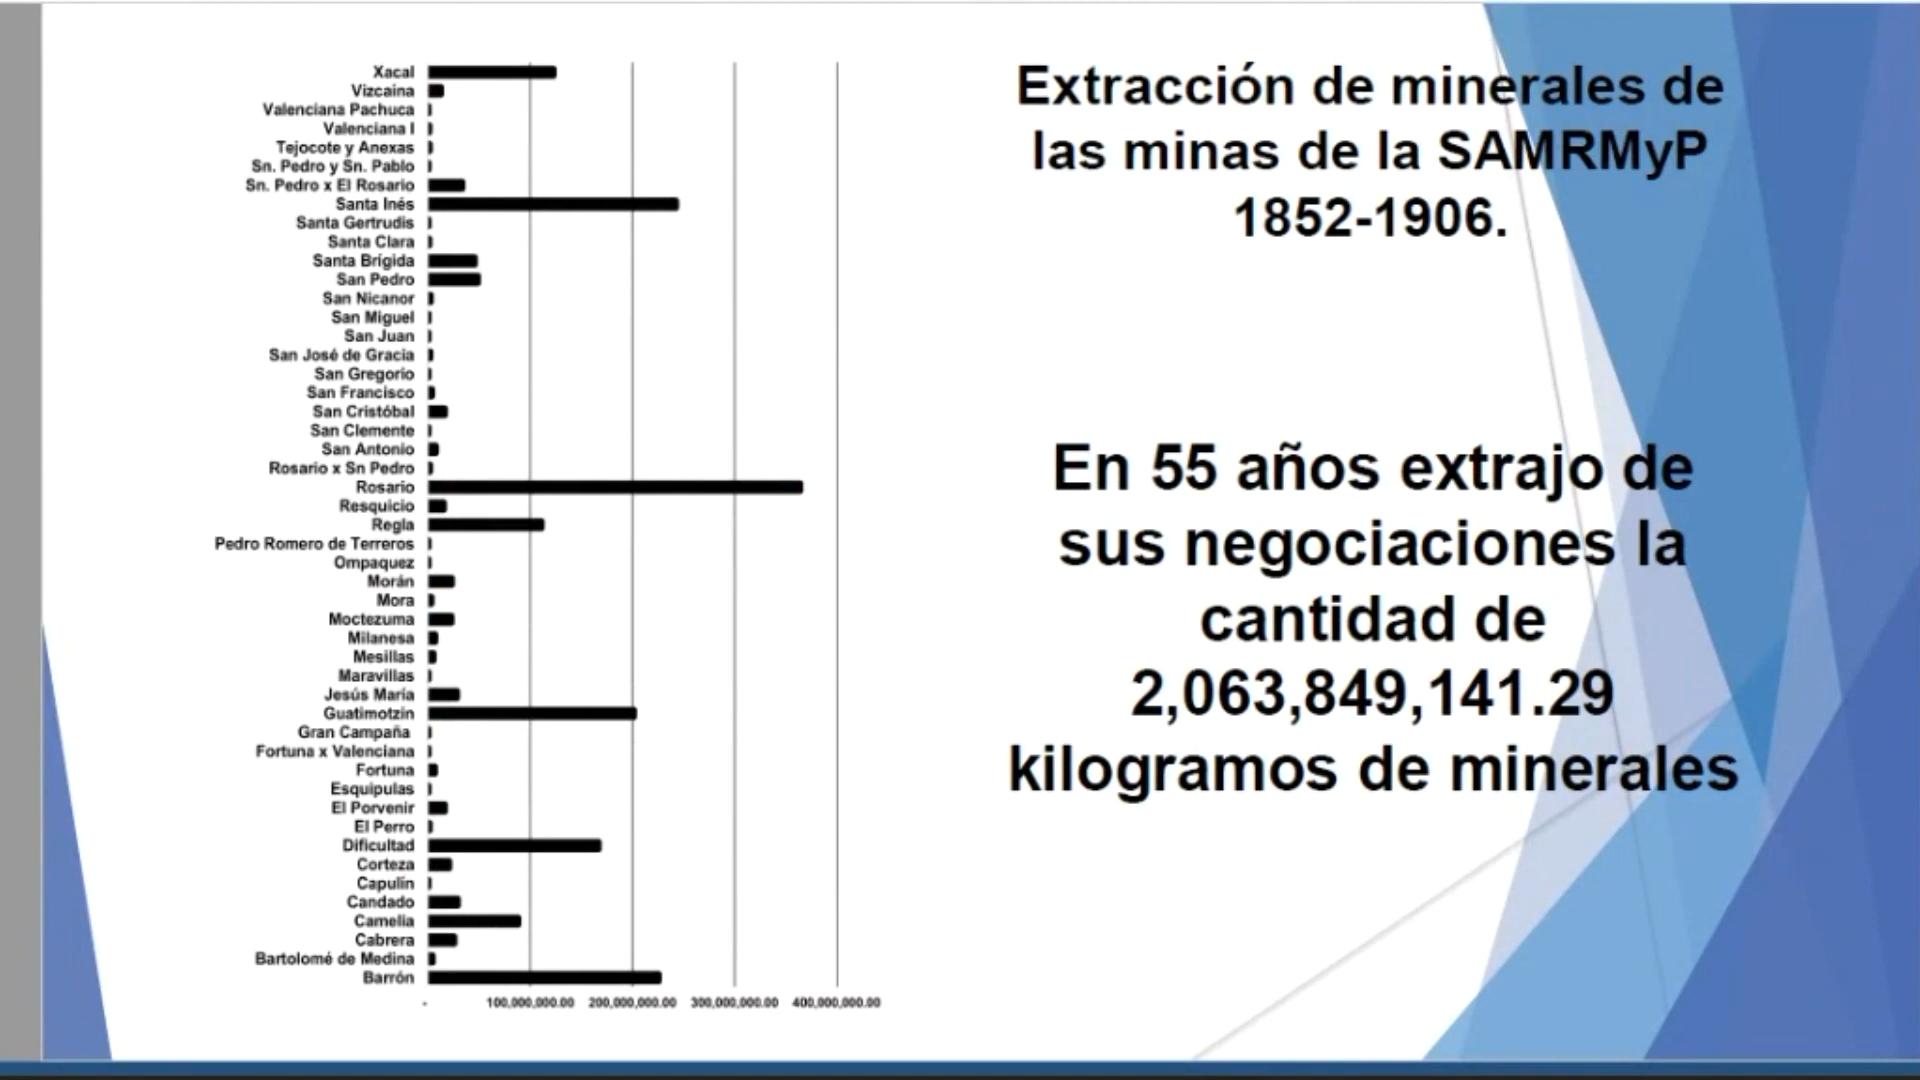 Xacal
Vizcaina
Valenciana Pachuca
Valenciana I
Tejocote y Anexas
Sn. Pedro y Sn. Pablo
Sn. Pedro x El Rosario
Santa Inés
Santa Gertrudis
Santa Clara
Santa Brígida
San Pedro
San Nicanor
San Miguel
San Juan
San José de Gracia
San Gregorio
San Francisco
San Cristóbal
San Clemente
San Antonio
Rosario x Sn Pedro
Rosario
Resquicio
Regla
Pedro Romero de Terreros
Ompaquez
Morán
Mora
Moctezuma
Milanesa
Mesillas
Maravillas
Jesús María
Guatimotzin
Gran Campaña
Fortuna x Valenciana
Fortuna
Esquipulas
El Porvenir
El Perro
Dificultad
Corteza
Capulín
Candado
Camelia
Cabrera
Bartolomé de Medina
Barrón
- 100,000,000.00 200,000,000.00 300,000,000.00 400,000,000.00
Extracción de minerales de
las minas de la SAMRMyP
1852-1906.
En 55 años extrajo de
sus negociaciones la
cantidad de
2,063,849,141.29
kilogramos de minerales